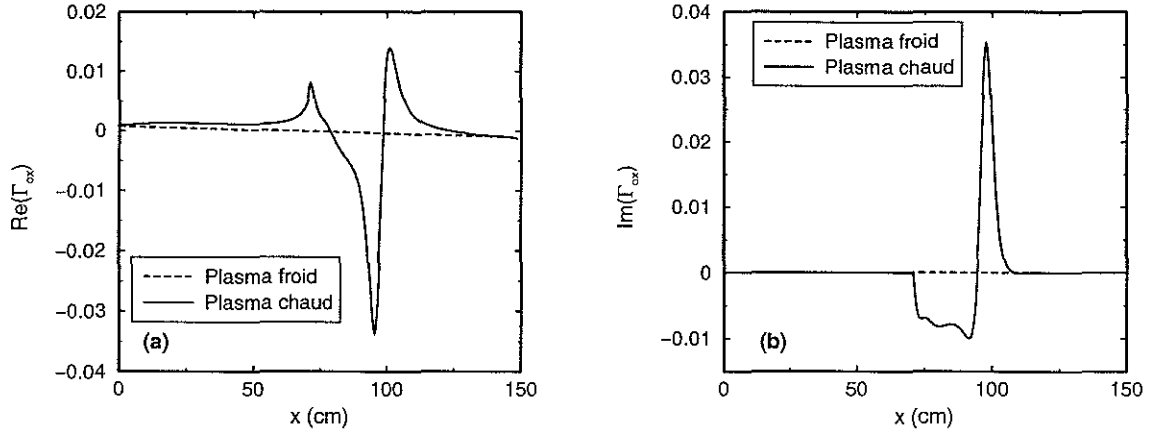 0.02
0.01
0
−0.01
−0.02
−0.03
−0.04
Re(Γox)
Plasma froid
Plasma chaud
(a)
0
50
100
150
x (cm)
0.04
0.03
0.02
0.01
0
−0.01
Im(Γox)
Plasma froid
Plasma chaud
(b)
0
50
100
150
x (cm)